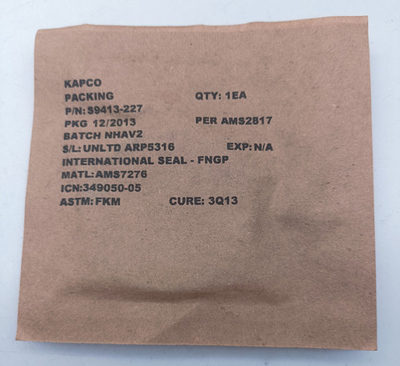 KAPCO
PACKING QTY: 1EA
P/N: S9413-227
PKG 12/2013 PER AMS2817
BATCH NHAV2
S/L: UNLTD ARP5316 EXP: N/A
INTERNATIONAL SEAL - FNGP
MATL: AMS7276
ICN:349050-05
ASTM: FKM CURE: 3Q13